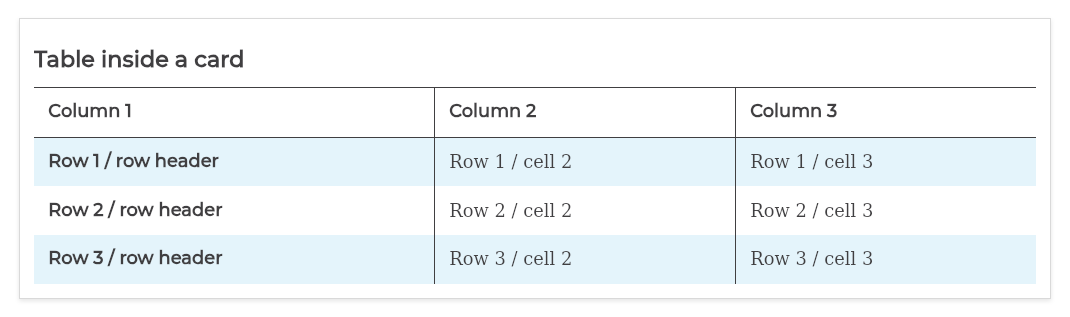 Table inside a card
Column 1 Column 2 Column 3
Row 1 / row header Row 1 / cell 2 Row 1 / cell 3
Row 2 / row header Row 2 / cell 2 Row 2 / cell 3
Row 3 / row header Row 3 / cell 2 Row 3 / cell 3